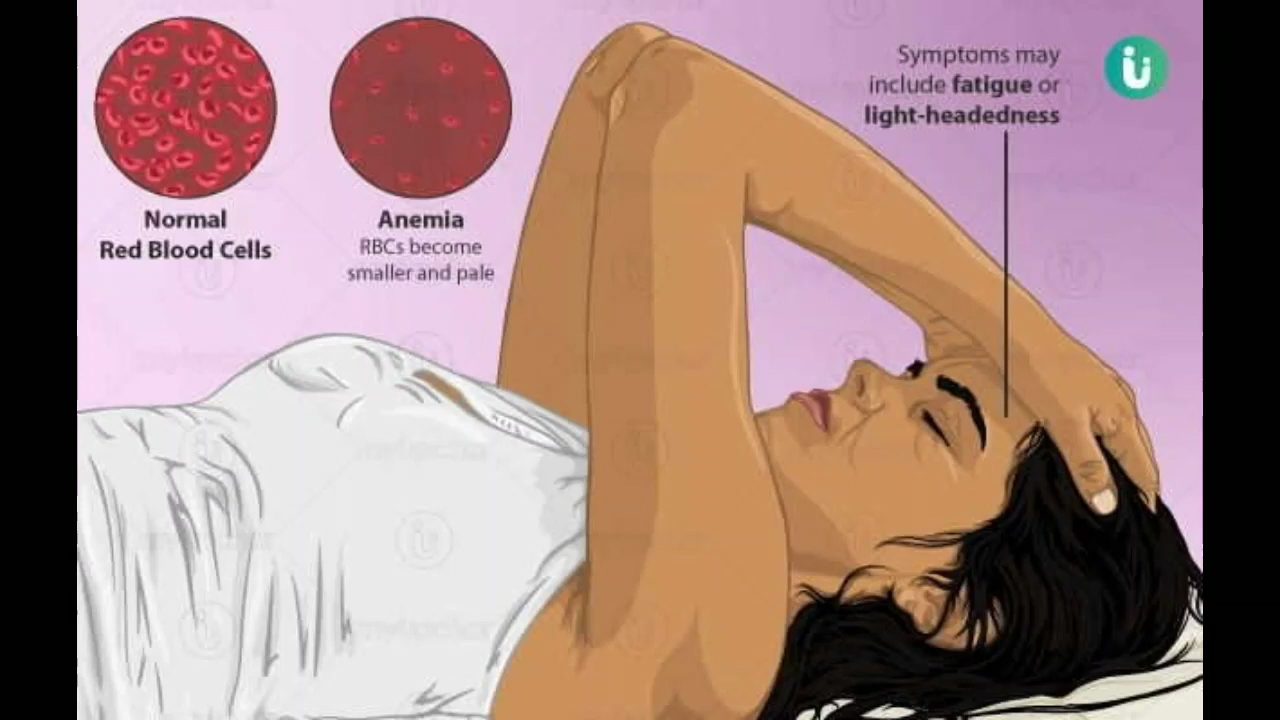 Normal
Red Blood Cells
Anemia
RBCs become
smaller and pale
Symptoms may
include fatigue or
light-headedness